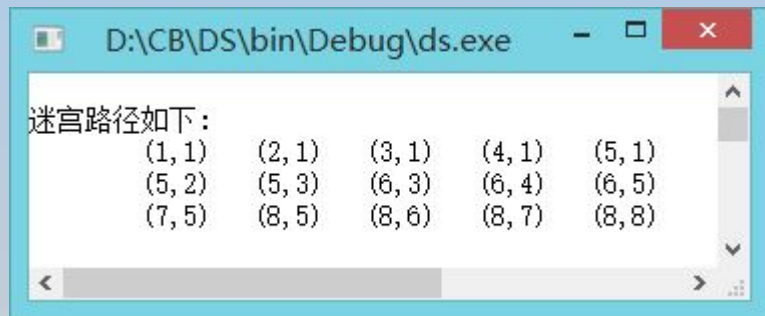 D:\CB\DS\bin\Debug\ds.exe
迷宫路径如下:
(1,1) (2,1) (3,1) (4,1) (5,1)
(5,2) (5,3) (6,3) (6,4) (6,5)
(7,5) (8,5) (8,6) (8,7) (8,8)